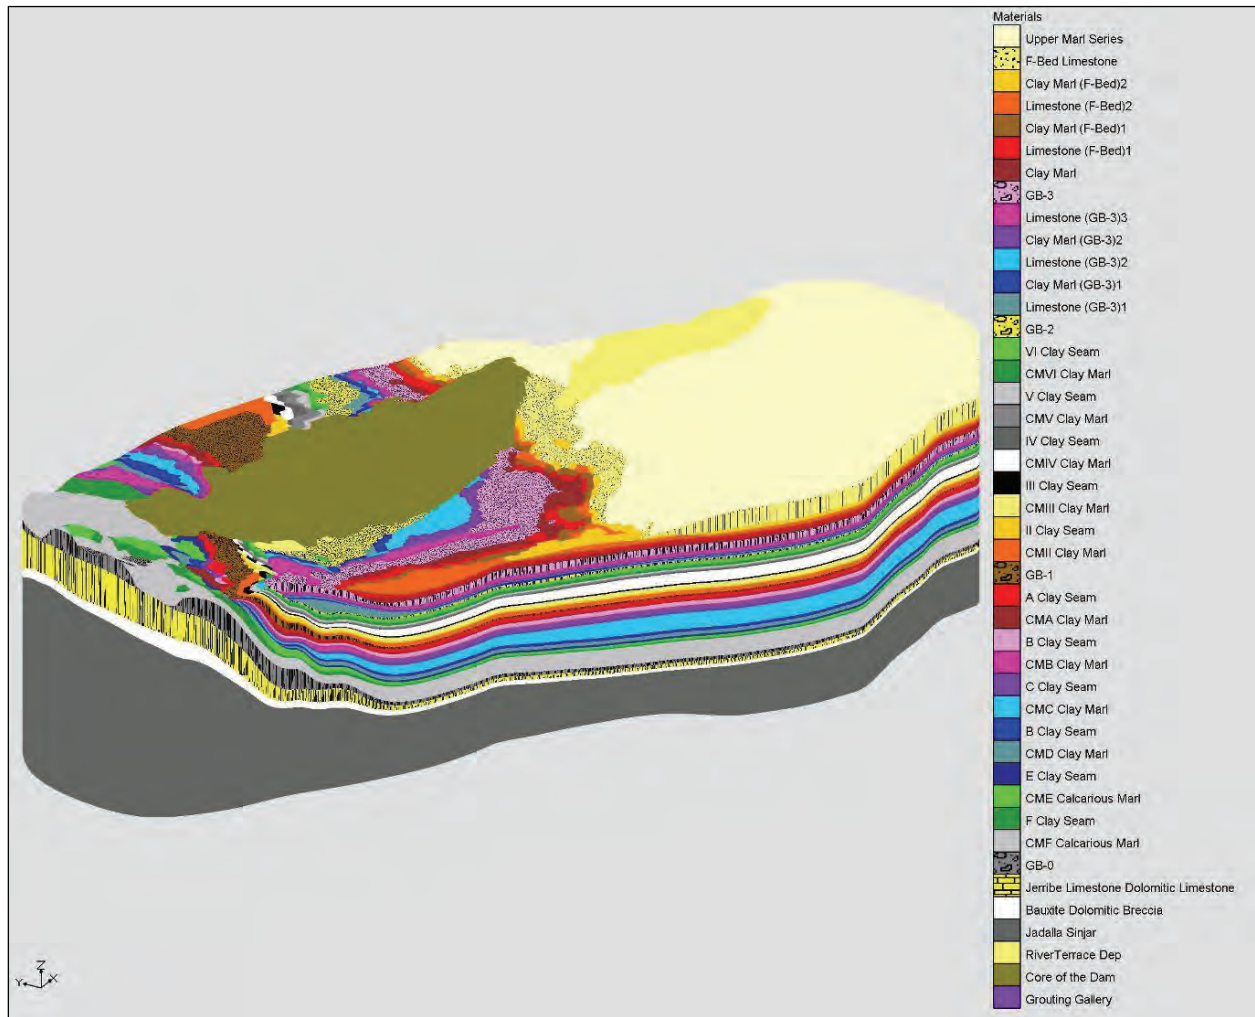 Materials
Upper Marl Series
F-Bed Limestone
Clay Marl (F-Bed)2
Limestone (F-Bed)2
Clay Marl (F-Bed)1
Limestone (F-Bed)1
Clay Marl
GB-3
Limestone (GB-3)3
Clay Marl (GB-3)2
Limestone (GB-3)2
Clay Marl (GB-3)1
Limestone (GB-3)1
GB-2
VI Clay Seam
CMVI Clay Marl
V Clay Seam
CMV Clay Marl
IV Clay Seam
CMIV Clay Marl
III Clay Seam
CMIII Clay Marl
II Clay Seam
CMII Clay Marl
GB-1
A Clay Seam
CMA Clay Marl
B Clay Seam
CMB Clay Marl
C Clay Seam
CMC Clay Marl
B Clay Seam
CMD Clay Marl
E Clay Seam
CME Calcarious Marl
F Clay Seam
CMF Calcarious Marl
GB-0
Jerribe Limestone Dolomitic Limestone
Bauxite Dolomitic Breccia
Jadalla Sinjar
RiverTerrace Dep
Core of the Dam
Grouting Gallery
Z
Y X